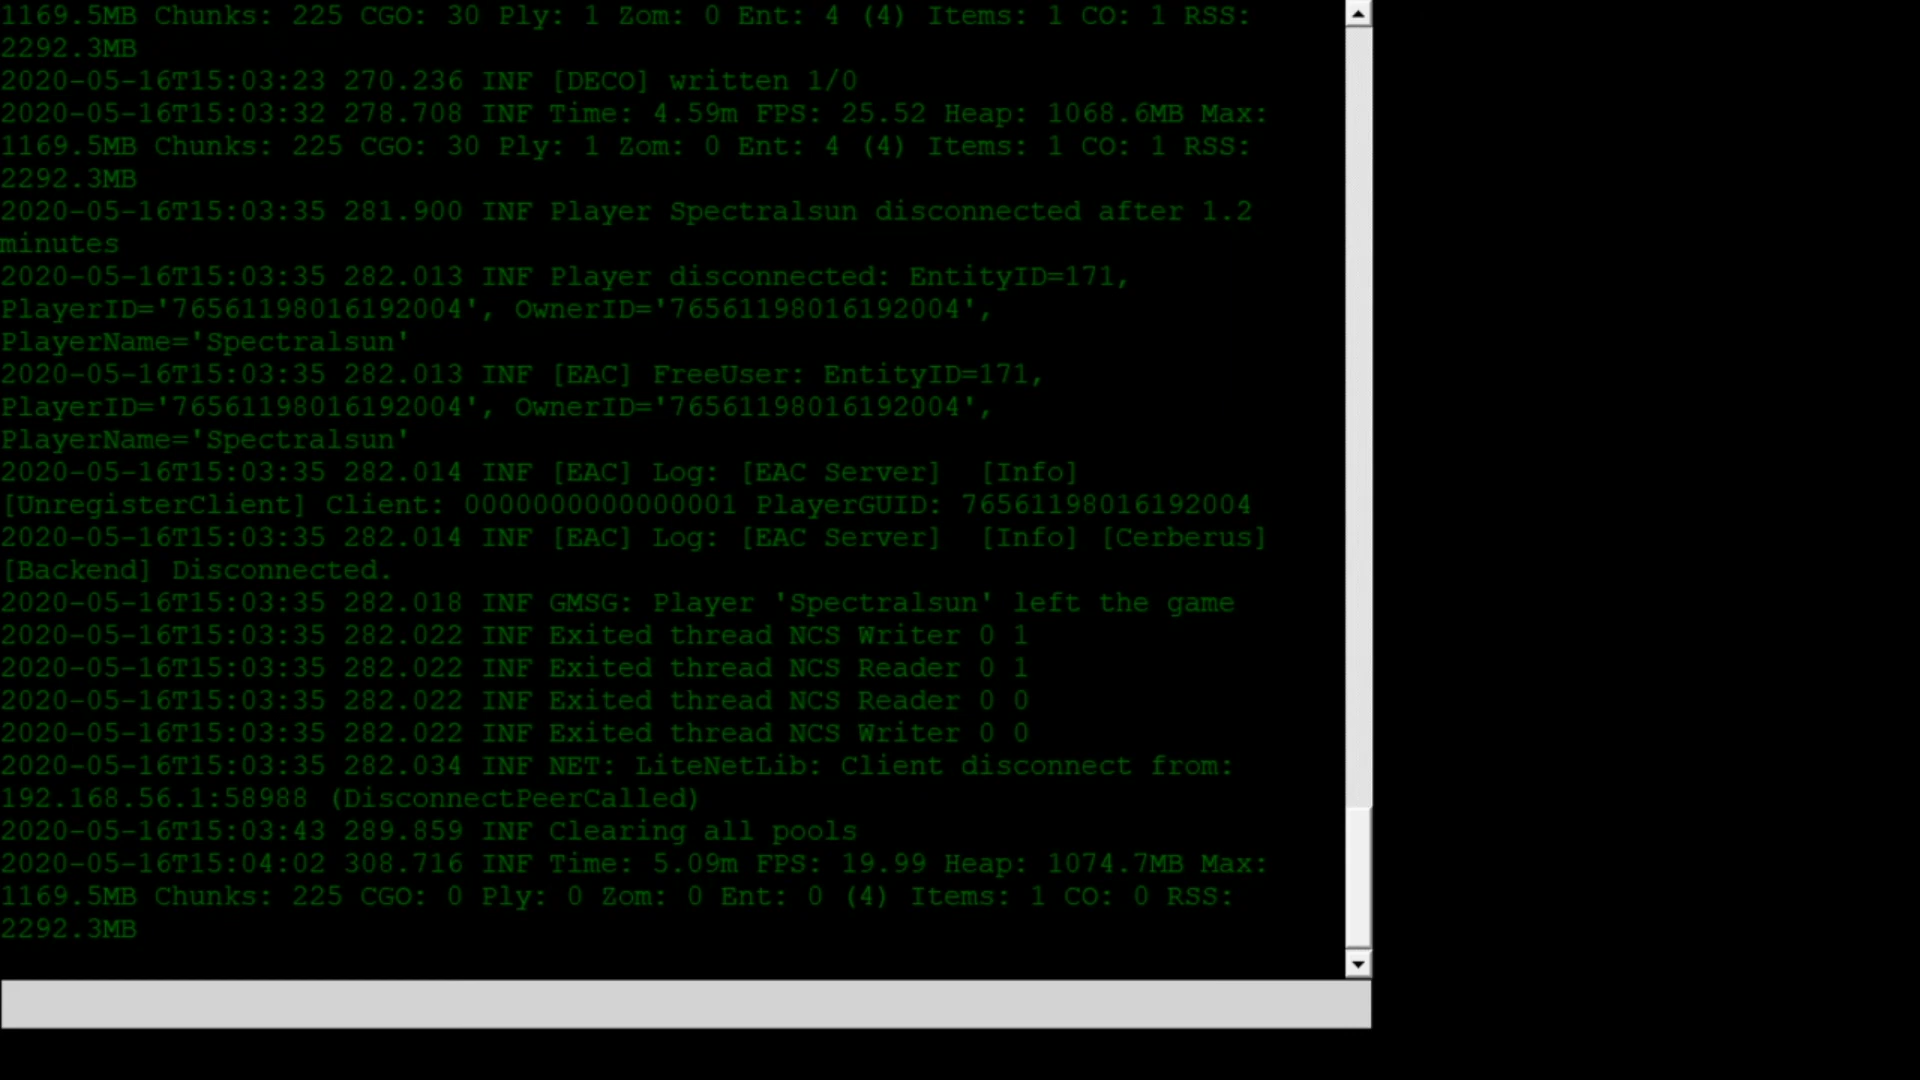 1169.5MB Chunks: 225 CGO: 30 Ply: 1 Zom: 0 Ent: 4 (4) Items: 1 CO: 1 RSS:
2292.3MB
2020-05-16T15:03:23 270.236 INF [DECO] written 1/0
2020-05-16T15:03:32 278.708 INF Time: 4.59m FPS: 25.52 Heap: 1068.6MB Max:
1169.5MB Chunks: 225 CGO: 30 Ply: 1 Zom: 0 Ent: 4 (4) Items: 1 CO: 1 RSS:
2292.3MB
2020-05-16T15:03:35 281.900 INF Player Spectralsun disconnected after 1.2
minutes
2020-05-16T15:03:35 282.013 INF Player disconnected: EntityID=171,
PlayerID='76561198016192004', OwnerID='76561198016192004',
PlayerName='Spectralsun'
2020-05-16T15:03:35 282.013 INF [EAC] FreeUser: EntityID=171,
PlayerID='76561198016192004', OwnerID='76561198016192004',
PlayerName='Spectralsun'
2020-05-16T15:03:35 282.014 INF [EAC] Log: [EAC Server]  [Info]
[UnregisterClient] Client: 0000000000000001 PlayerGUID: 76561198016192004
2020-05-16T15:03:35 282.014 INF [EAC] Log: [EAC Server]  [Info] [Cerberus]
[Backend] Disconnected.
2020-05-16T15:03:35 282.018 INF GMSG: Player 'Spectralsun' left the game
2020-05-16T15:03:35 282.022 INF Exited thread NCS Writer 0 1
2020-05-16T15:03:35 282.022 INF Exited thread NCS Reader 0 1
2020-05-16T15:03:35 282.022 INF Exited thread NCS Reader 0 0
2020-05-16T15:03:35 282.022 INF Exited thread NCS Writer 0 0
2020-05-16T15:03:35 282.034 INF NET: LiteNetLib: Client disconnect from:
192.168.56.1:58988 (DisconnectPeerCalled)
2020-05-16T15:03:43 289.859 INF Clearing all pools
2020-05-16T15:04:02 308.716 INF Time: 5.09m FPS: 19.99 Heap: 1074.7MB Max:
1169.5MB Chunks: 225 CGO: 0 Ply: 0 Zom: 0 Ent: 0 (4) Items: 1 CO: 0 RSS:
2292.3MB